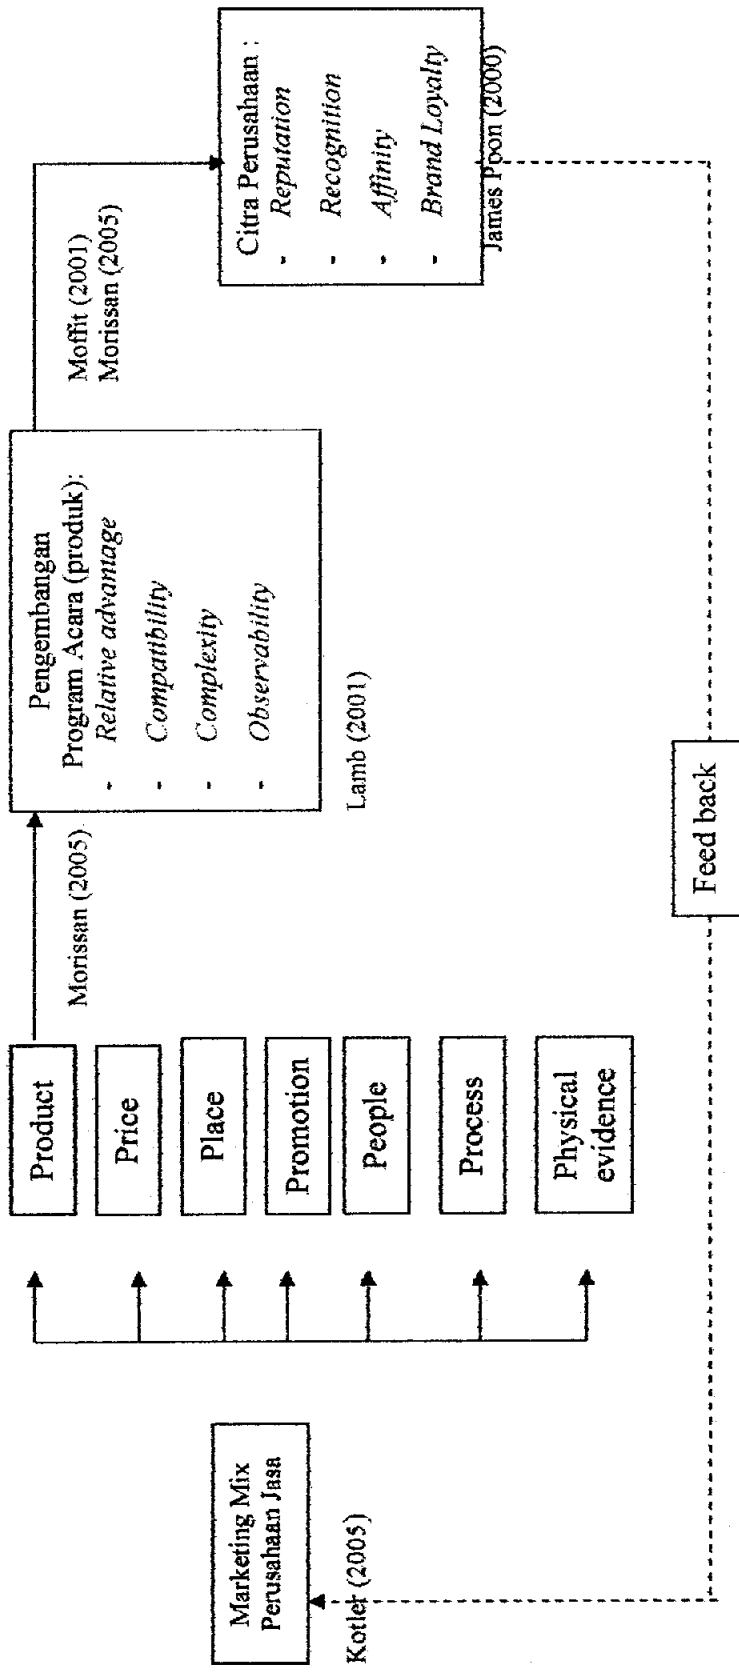 Marketing Mix
Perusahaan Jasa
Kotler (2005)
Product
Price
Place
Promotion
People
Process
Physical
evidence
Morissan (2005)
Pengembangan
Program Acara (produk):
- Relative advantage
- Compatibility
- Complexity
- Observability
Lamb (2001)
Moffit (2001)
Morissan (2005)
Citra Perusahaan :
- Reputation
- Recognition
- Affinity
- Brand Loyalty
James Poon (2000)
Feed back